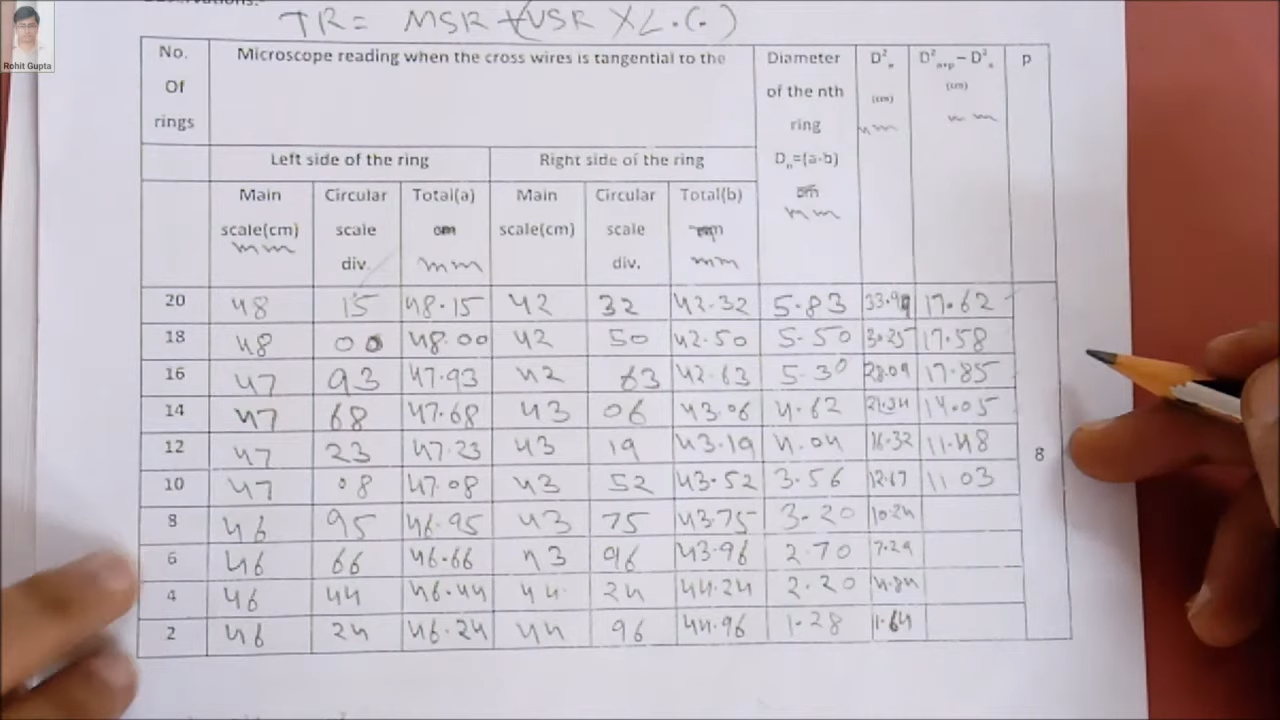 TR = MSR + VSR X L.C.)
No. Of rings
Microscope reading when the cross wires is tangential to the
Diameter of the nth ring Dn=(a-b) mm
D²n (cm) mm
D²n+p – D²n (cm) mm
p
Left side of the ring
Right side of the ring
Main scale(cm) mm
Circular scale div.
Total(a) cm mm
Main scale(cm)
Circular scale div.
Total(b) mm
20 48 15 48.15 42 32 42.32 5.83 33.99 17.62
18 48 00 48.00 42 50 42.50 5.50 30.25 17.58
16 47 93 47.93 42 63 42.63 5.30 28.09 17.85
14 47 68 47.68 43 06 43.06 4.62 21.34 14.05
12 47 23 47.23 43 19 43.19 4.04 16.32 11.48
10 47 08 47.08 43 52 43.52 3.56 12.67 11.03
8
8 46 95 46.95 43 75 43.75 3.20 10.24
6 46 66 46.66 43 96 43.96 2.70 7.29
4 46 44 46.44 44 24 44.24 2.20 4.84
2 46 24 46.24 44 96 44.96 1.28 1.64
Rohit Gupta